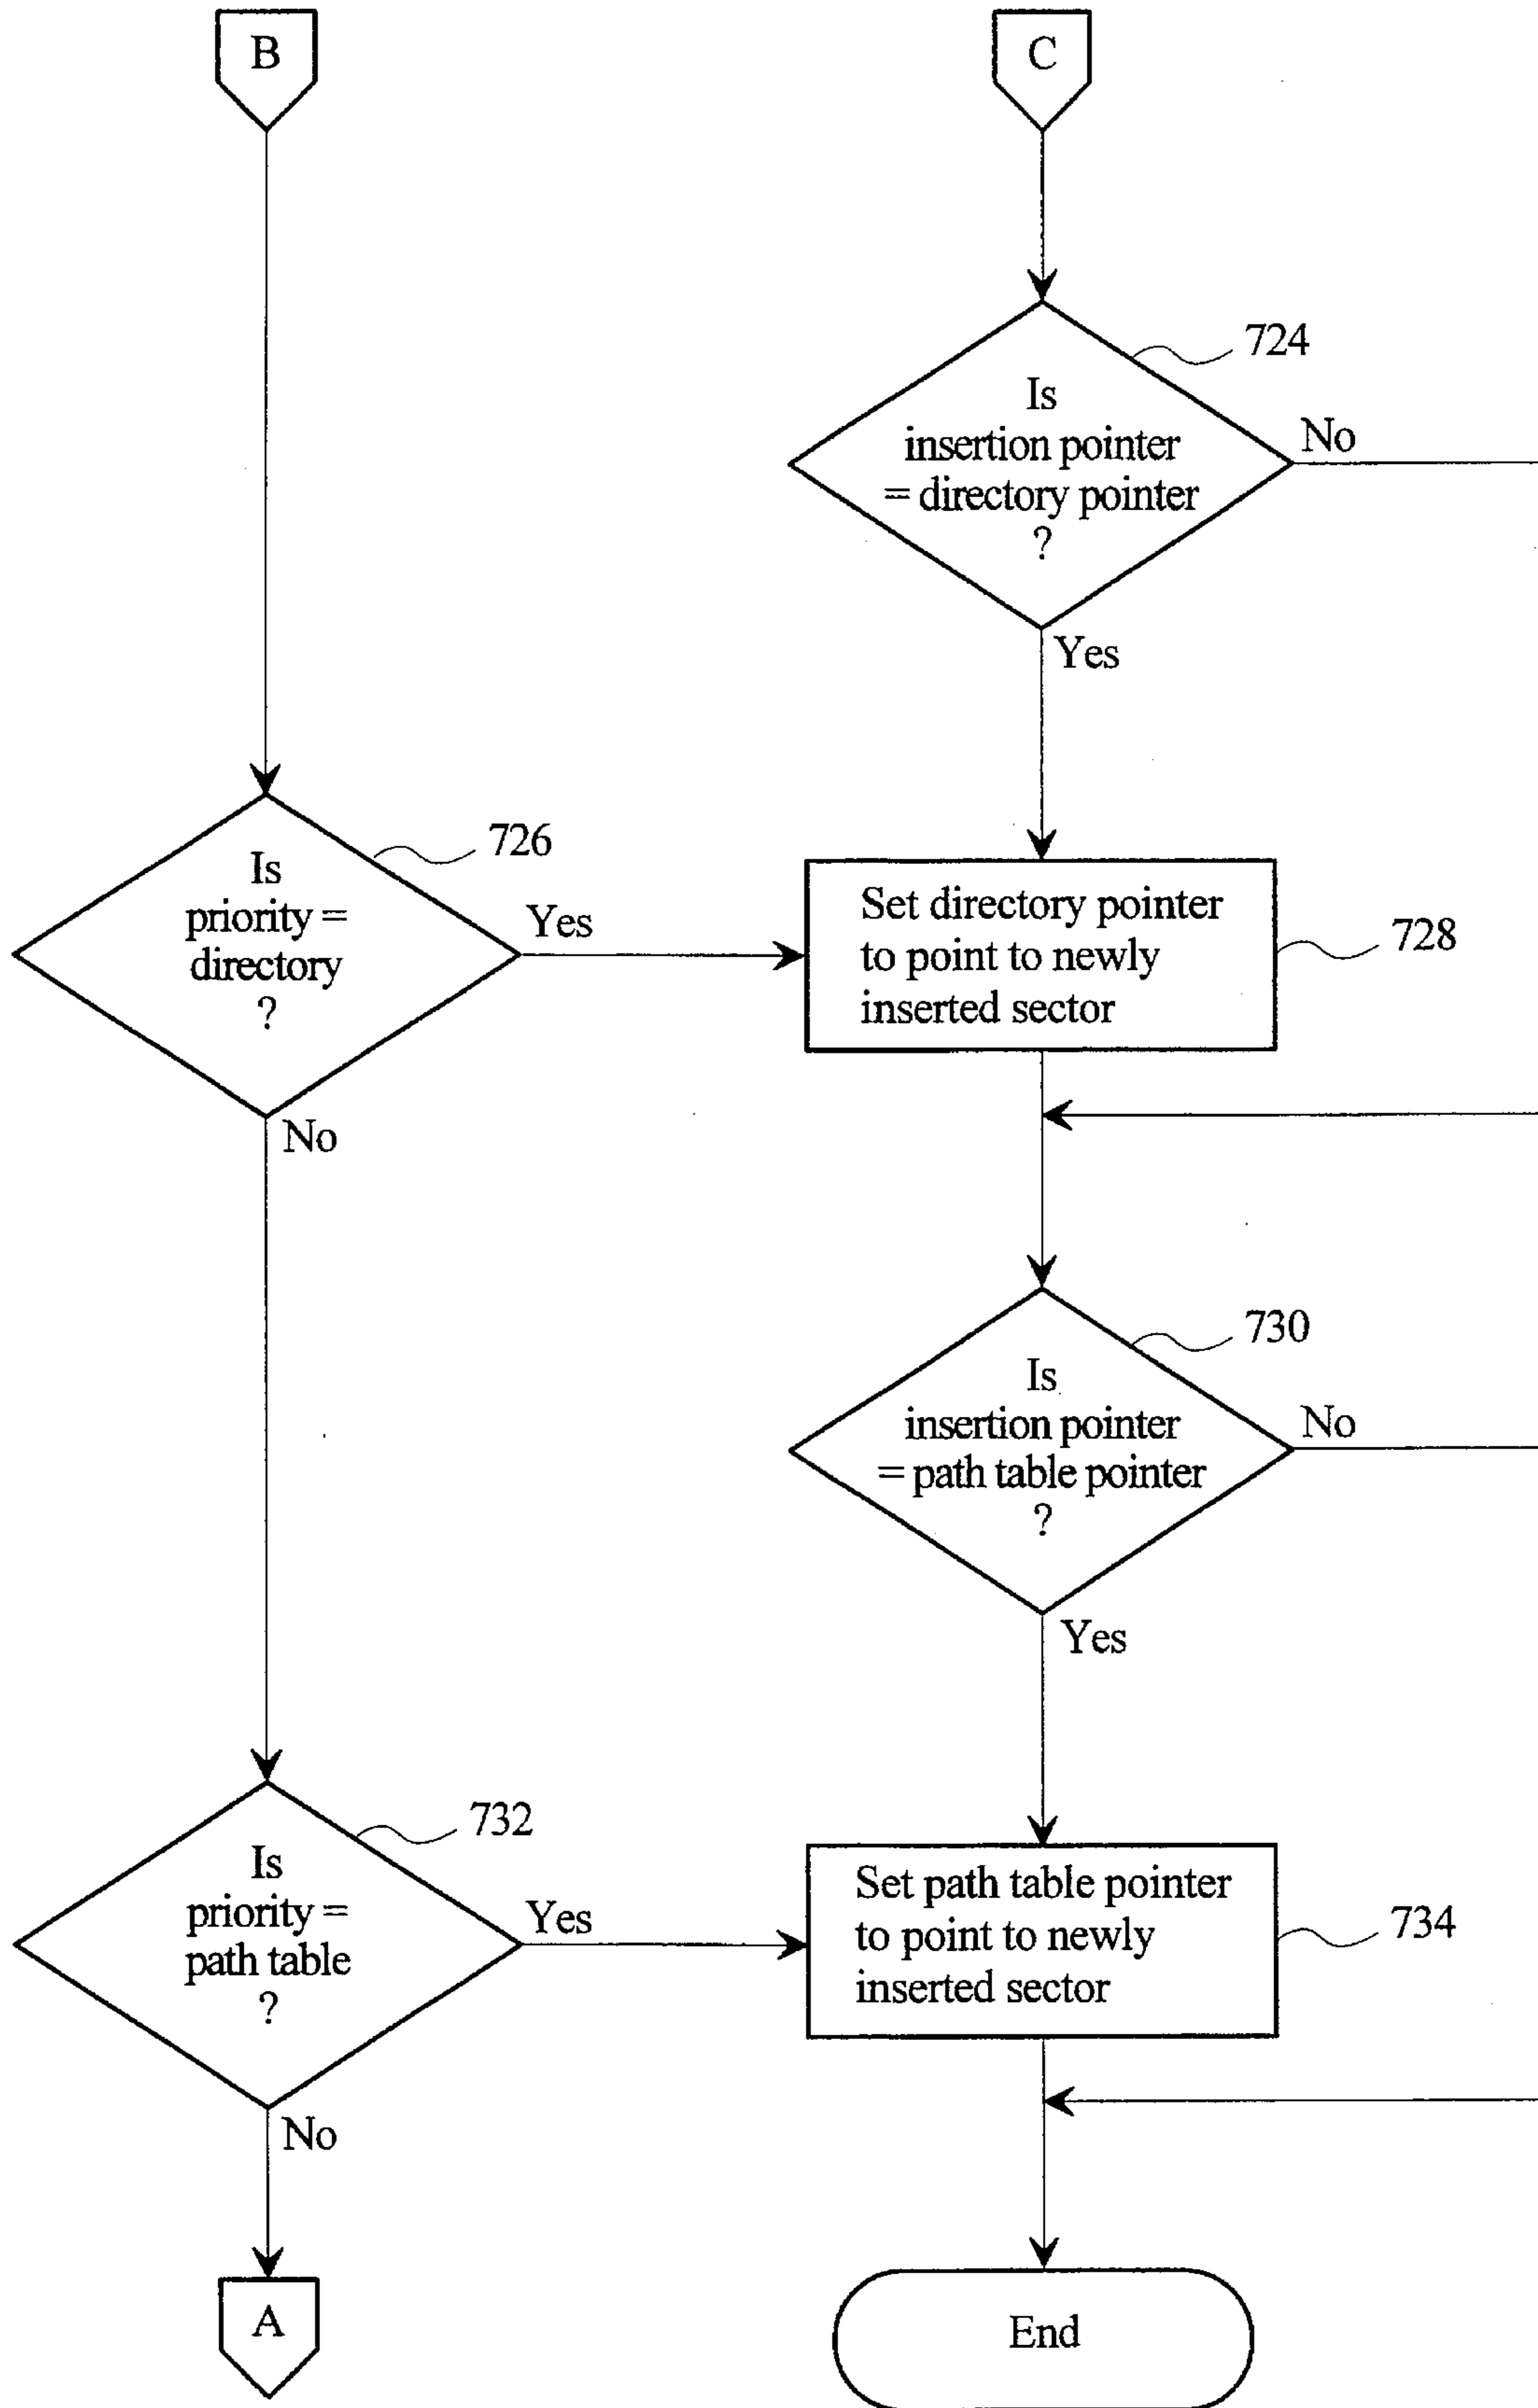 B
C
724
Is
insertion pointer
= directory pointer
?
No
Yes
726
Is
priority =
directory
?
Yes
No
Set directory pointer
to point to newly
inserted sector
728
730
Is
insertion pointer
= path table pointer
?
No
Yes
732
Is
priority =
path table
?
Yes
No
Set path table pointer
to point to newly
inserted sector
734
A
End